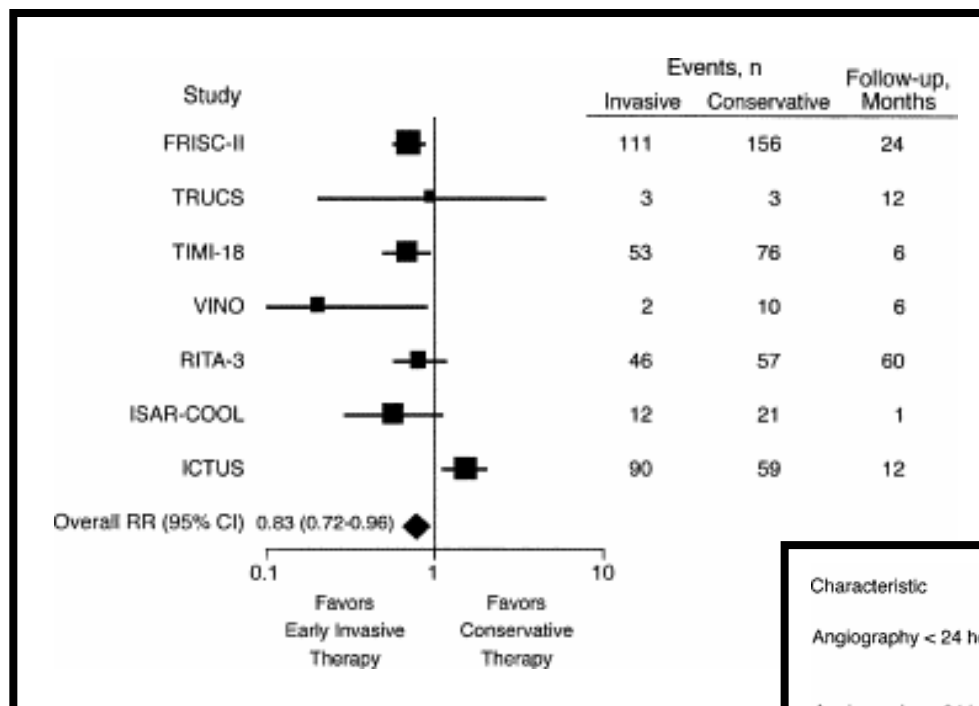 Events, n
Follow-up,
Months
Study
Invasive Conservative
FRISC-II 111 156 24
TRUCS 3 3 12
TIMI-18 53 76 6
VINO 2 10 6
RITA-3 46 57 60
ISAR-COOL 12 21 1
ICTUS 90 59 12
Overall RR (95% CI) 0.83 (0.72-0.96)
0.1 1 10
Favors
Early Invasive
Therapy
Favors
Conservative
Therapy
Characteristic
Angiography < 24